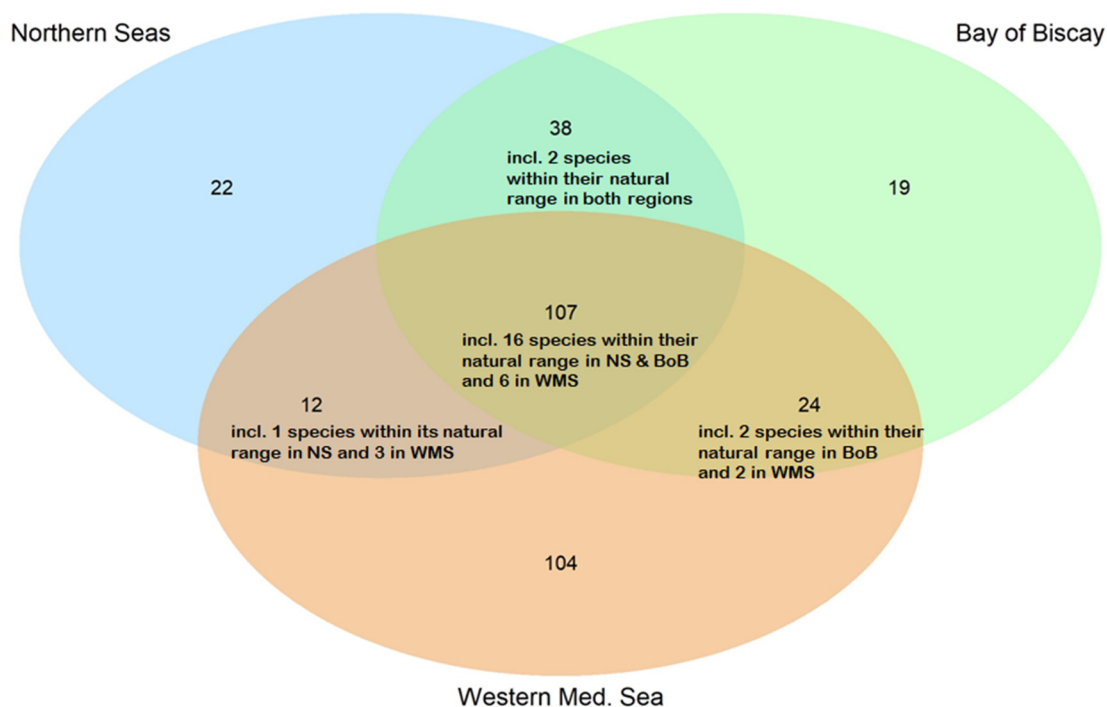 Northern Seas
Bay of Biscay
38
incl. 2 species
within their natural
range in both regions
22
19
107
incl. 16 species within their
natural range in NS & BoB
and 6 in WMS
12
incl. 1 species within its natural
range in NS and 3 in WMS
24
incl. 2 species within their
natural range in BoB
and 2 in WMS
104
Western Med. Sea